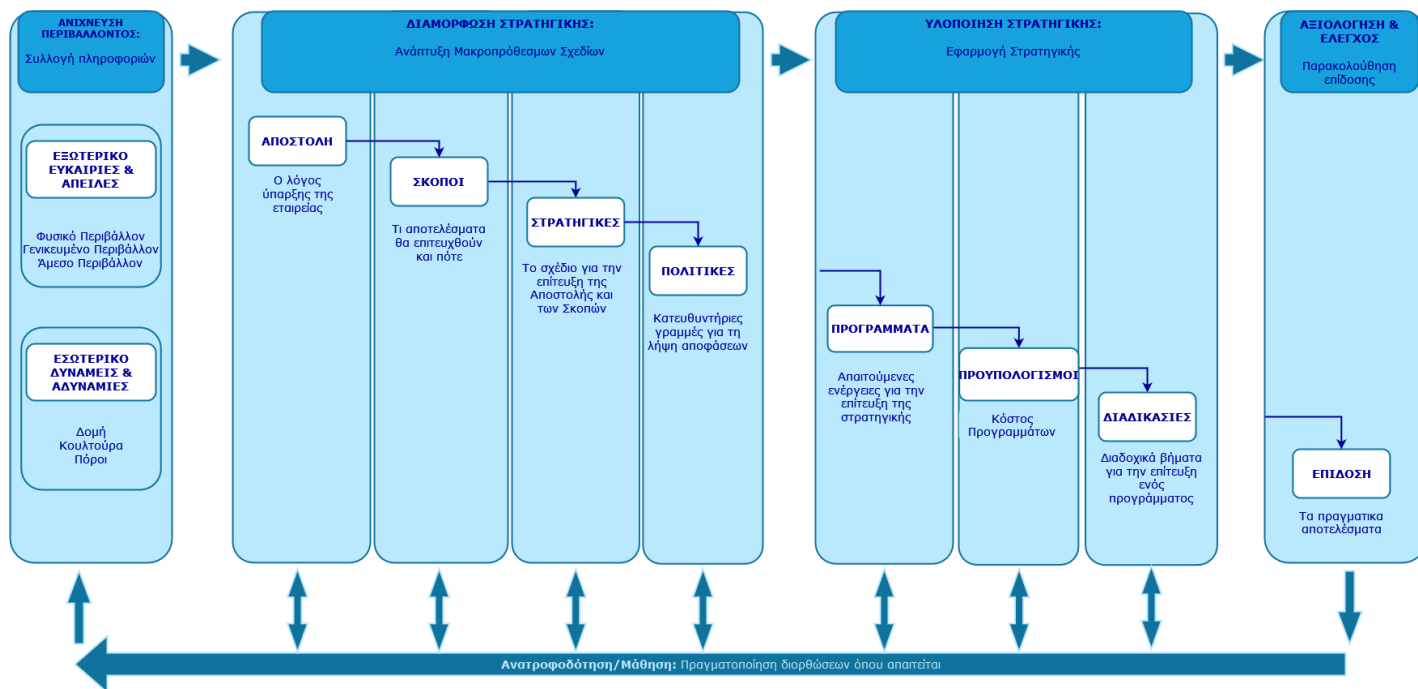 ΑΝΙΧΝΕΥΣΗ
ΠΕΡΙΒΑΛΛΟΝΤΟΣ:
Συλλογή πληροφοριών
ΕΞΩΤΕΡΙΚΟ
ΕΥΚΑΙΡΙΕΣ &
ΑΠΕΙΛΕΣ
Φυσικό Περιβάλλον
Γενικευμένο Περιβάλλον
Άμεσο Περιβάλλον
ΕΣΩΤΕΡΙΚΟ
ΔΥΝΑΜΕΙΣ &
ΑΔΥΝΑΜΙΕΣ
Δομή
Κουλτούρα
Πόροι
ΔΙΑΜΟΡΦΩΣΗ ΣΤΡΑΤΗΓΙΚΗΣ:
Ανάπτυξη Μακροπρόθεσμων Σχεδίων
ΑΠΟΣΤΟΛΗ
Ο λόγος
ύπαρξης της
εταιρείας
ΣΚΟΠΟΙ
Τι αποτελέσματα
θα επιτευχθούν
και πότε
ΣΤΡΑΤΗΓΙΚΕΣ
Το σχέδιο για την
επίτευξη της
Αποστολής και
των Σκοπών
ΠΟΛΙΤΙΚΕΣ
Κατευθυντήριες
γραμμές για τη
λήψη αποφάσεων
ΥΛΟΠΟΙΗΣΗ ΣΤΡΑΤΗΓΙΚΗΣ:
Εφαρμογή Στρατηγικής
ΠΡΟΓΡΑΜΜΑΤΑ
Απαιτούμενες
ενέργειες για την
επίτευξη της
στρατηγικής
ΠΡΟΥΠΟΛΟΓΙΣΜΟΙ
Κόστος
Προγραμμάτων
ΔΙΑΔΙΚΑΣΙΕΣ
Διαδοχικά βήματα
για την επίτευξη
ενός
προγράμματος
ΑΞΙΟΛΟΓΗΣΗ &
ΕΛΕΓΧΟΣ
Παρακολούθηση
επίδοσης
ΕΠΙΔΟΣΗ
Τα πραγματικα
αποτελέσματα
Ανατροφοδότηση/Μάθηση: Πραγματοποίηση διορθώσεων όπου απαιτείται